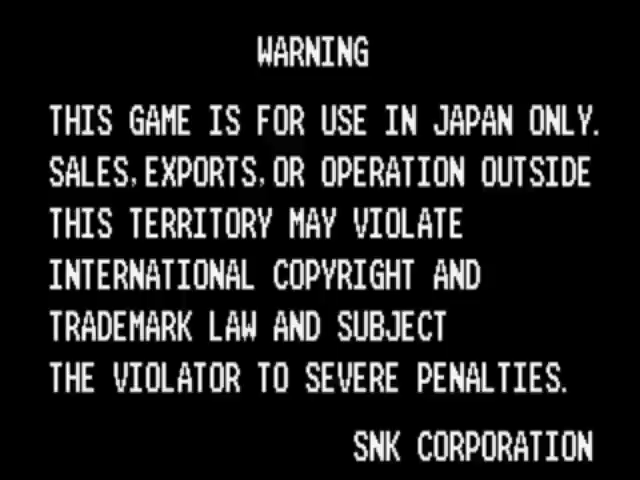 WARNING
THIS GAME IS FOR USE IN JAPAN ONLY.
SALES, EXPORTS, OR OPERATION OUTSIDE
THIS TERRITORY MAY VIOLATE
INTERNATIONAL COPYRIGHT AND
TRADEMARK LAW AND SUBJECT
THE VIOLATOR TO SEVERE PENALTIES.
SNK CORPORATION